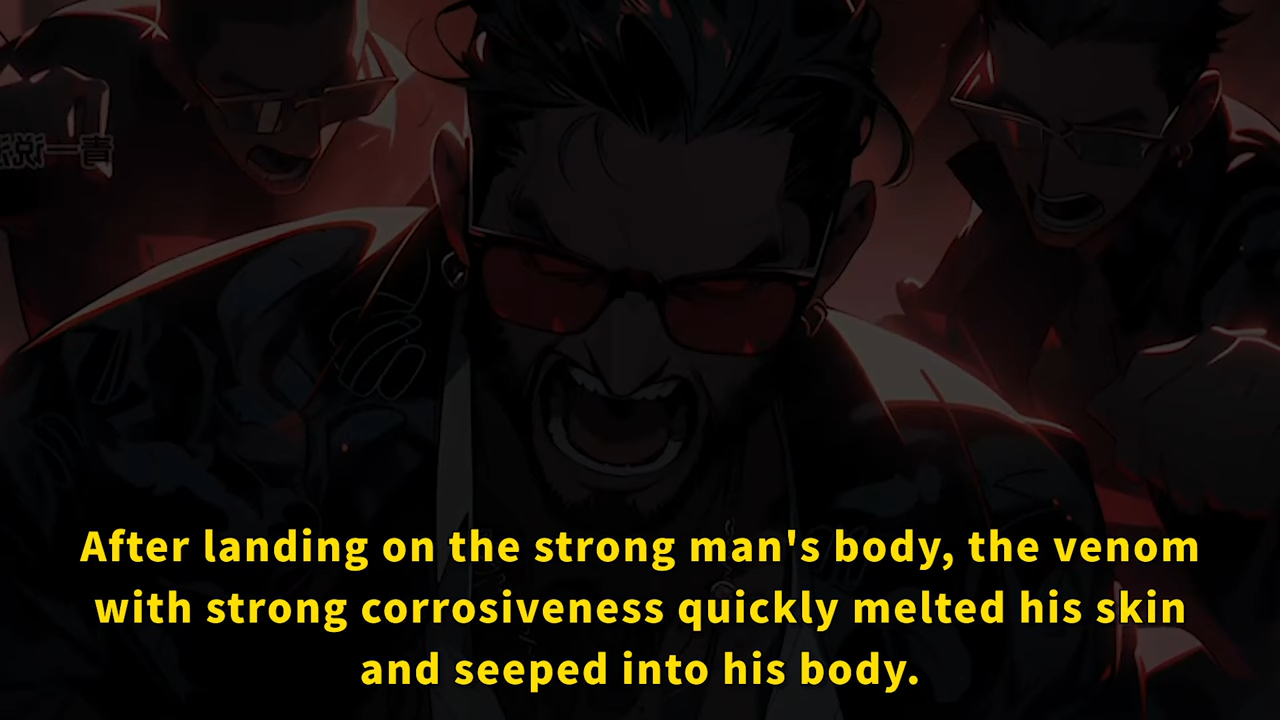 After landing on the strong man's body, the venom
with strong corrosiveness quickly melted his skin
and seeped into his body.